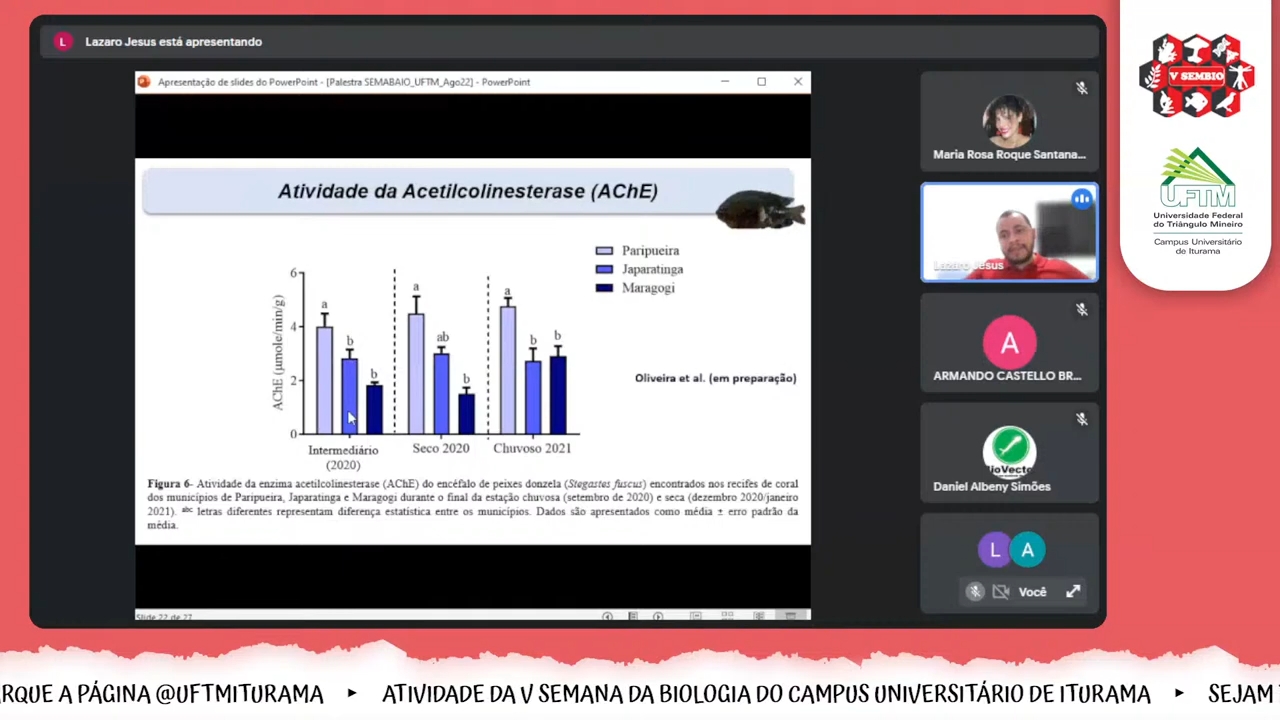 L Lazaro Jesus está apresentando
Apresentação de slides do PowerPoint - [Palestra SEMABAIO_UFTM_Ago22] - PowerPoint
Atividade da Acetilcolinesterase (AChE)
Paripueira
Japaratinga
Maragogi
AChE (µmole/min/g)
6
4
2
0
a
b
b
a
ab
b
a
b
b
Intermediário
(2020)
Seco 2020
Chuvoso 2021
Oliveira et al. (em preparação)
Figura 6- Atividade da enzima acetilcolinesterase (AChE) do encéfalo de peixes donzela (Stegastes fuscus) encontrados nos recifes de coral
dos municípios de Paripueira, Japaratinga e Maragogi durante o final da estação chuvosa (setembro de 2020) e seca (dezembro 2020/janeiro
2021). abc letras diferentes representam diferença estatística entre os municípios. Dados são apresentados como média ± erro padrão da
média.
Slide 22 de 27
Maria Rosa Roque Santana...
Lazaro Jesus
A
ARMANDO CASTELLO BR...
BioVecto
Daniel Albeny Simões
L A
Você
V SEMBIO
UFTM
Universidade Federal
do Triângulo Mineiro
Campus Universitário
de Iturama
RQUE A PÁGINA @UFTMITURAMA ‣ ATIVIDADE DA V SEMANA DA BIOLOGIA DO CAMPUS UNIVERSITÁRIO DE ITURAMA ‣ SEJAM